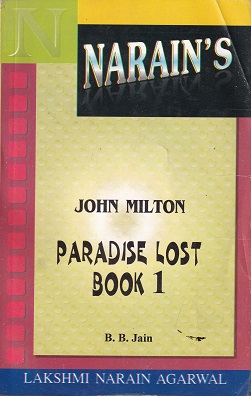 N
NARAIN'S
JOHN MILTON
PARADISE LOST
BOOK 1
B. B. Jain
LAKSHMI NARAIN AGARWAL